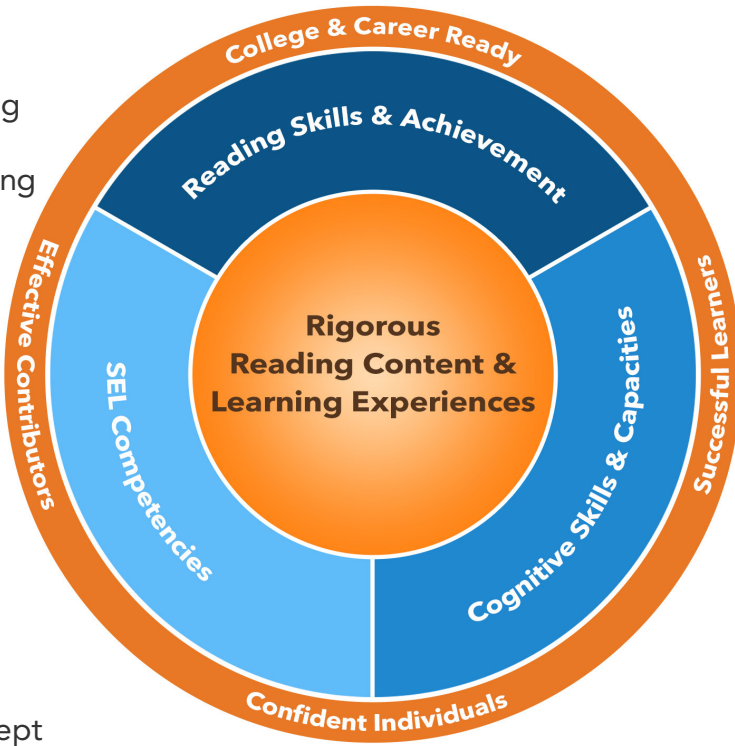 College & Career Ready
Reading Skills & Achievement
Effective Contributors
Successful Learners
Rigorous
Reading Content &
Learning Experiences
SEL Competencies
Cognitive Skills & Capacities
Confident Individuals